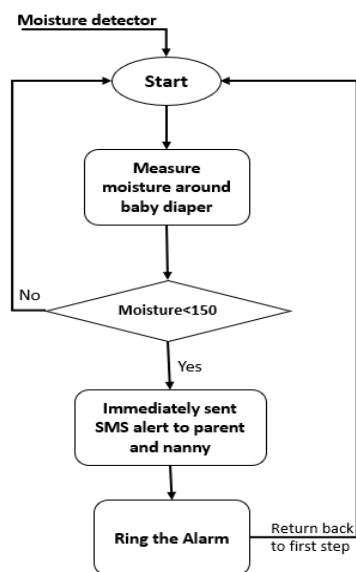 Moisture detector
Start
Measure
moisture around
baby diaper
Moisture<150
No
Yes
Immediately sent
SMS alert to parent
and nanny
Ring the Alarm
Return back
to first step